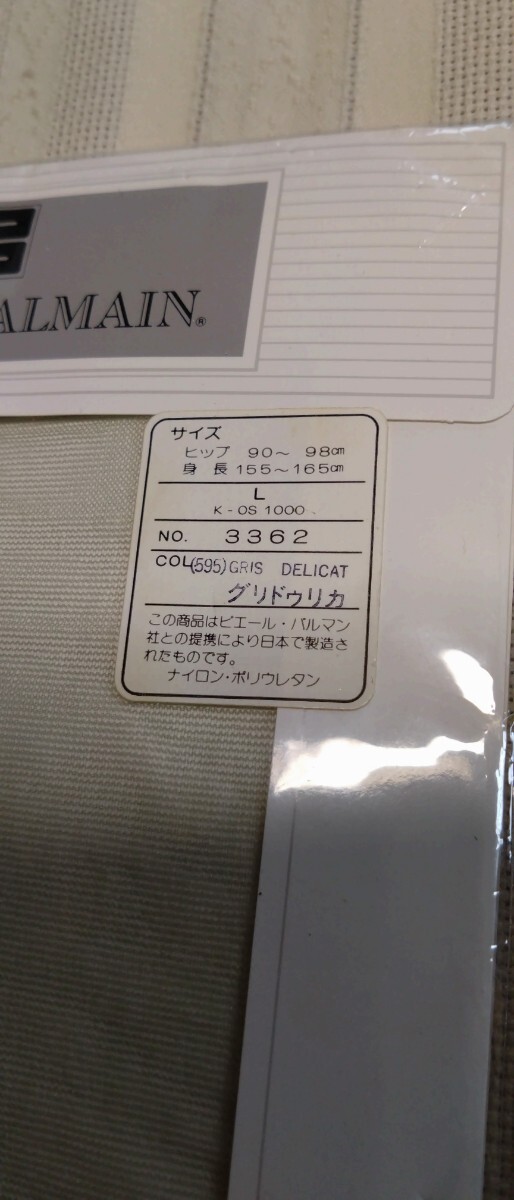 ALMAIN®
サイズ
ヒップ 90～98cm
身長 155～165cm
L
K-OS 1000
NO. 3362
COL(595) GRIS DELICAT
グリドゥリカ
この商品はピエール・バルマン
社との提携により日本で製造さ
れたものです。
ナイロン・ポリウレタン